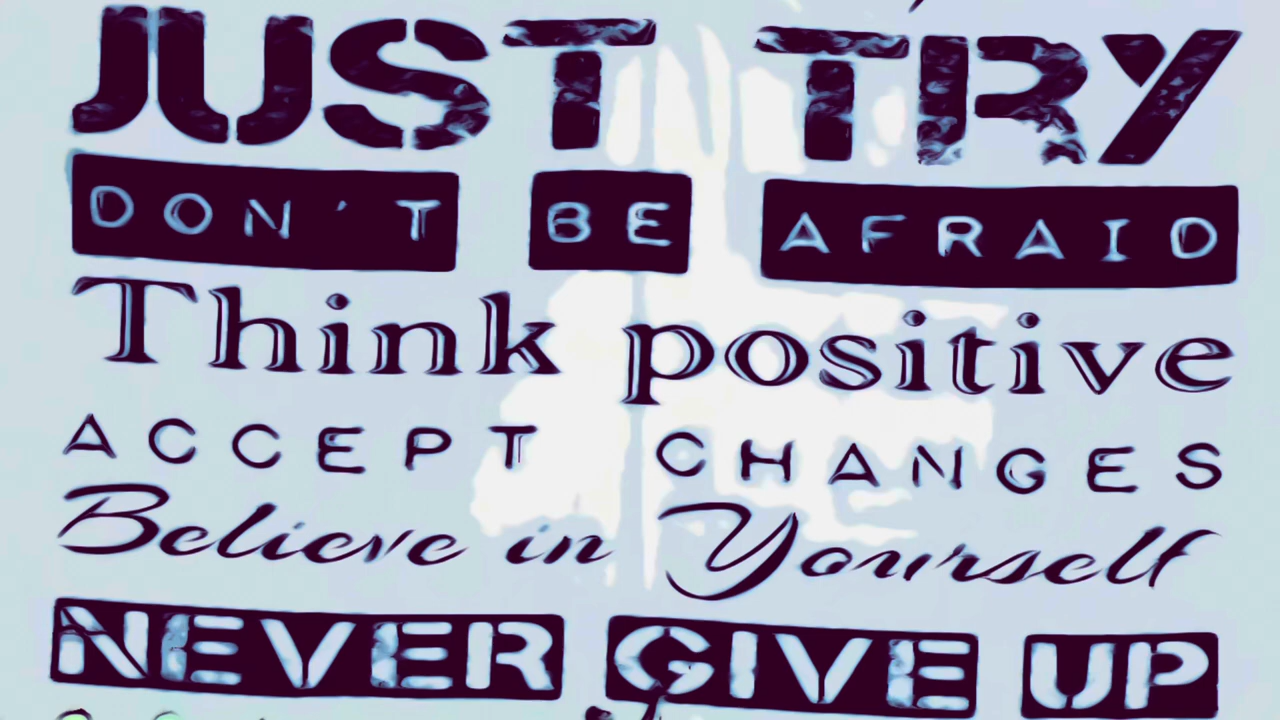 JUST TRY
DON'T BE AFRAID
Think positive
ACCEPT CHANGES
Believe in Yourself
NEVER GIVE UP